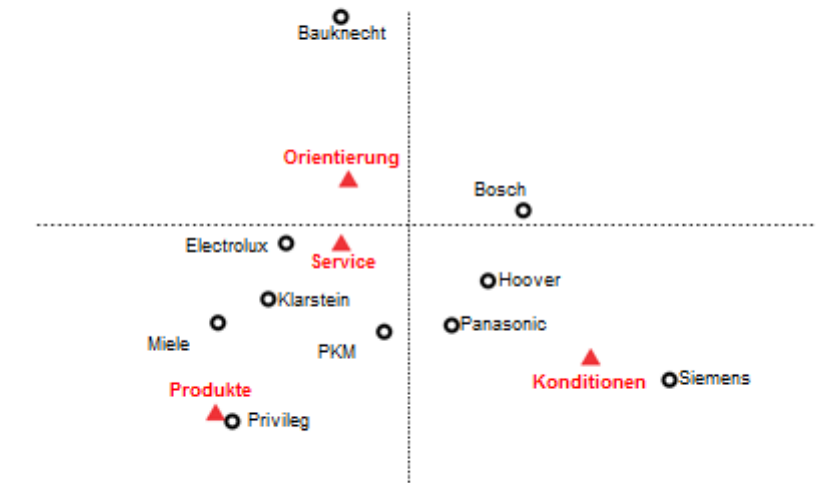 Bauknecht
Orientierung
Bosch
Electrolux
Service
Hoover
Klarstein
Panasonic
Miele
PKM
Siemens
Konditionen
Produkte
Privileg